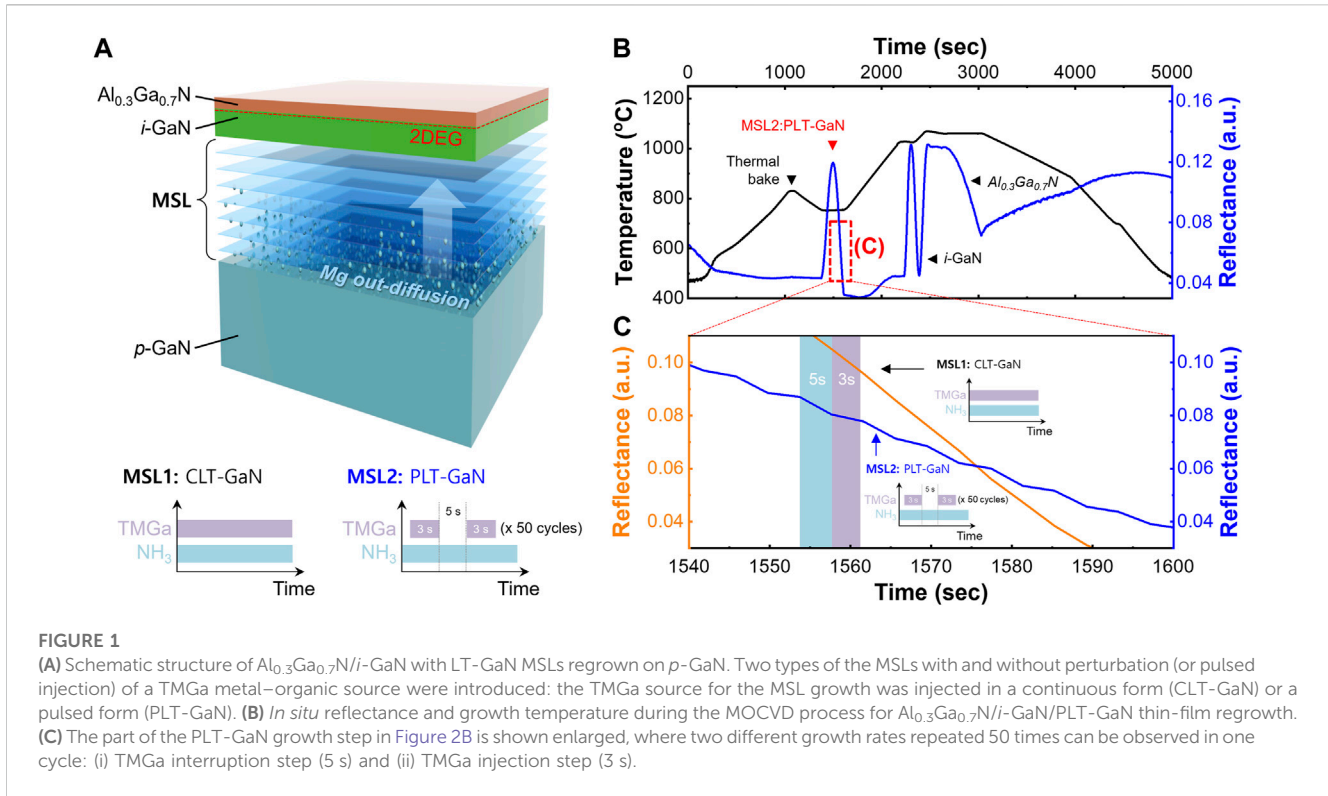 A
Al0.3Ga0.7N
i-GaN
2DEG
MSL
Mg out-diffusion
p-GaN
MSL1: CLT-GaN
TMGa
NH3
Time
MSL2: PLT-GaN
5 s
TMGa
3 s
3 s
(x 50 cycles)
NH3
Time
B
Time (sec)
0
1000
2000
3000
4000
5000
Temperature (°C)
1200
1000
800
600
400
MSL2:PLT-GaN
Thermal
bake
(C)
Al0.3Ga0.7N
i-GaN
0.16
0.12
0.08
0.04
Reflectance (a.u.)
C
Reflectance (a.u.)
0.10
0.08
0.06
0.04
5s
3s
MSL1: CLT-GaN
TMGa
NH3
Time
MSL2: PLT-GaN
5 s
TMGa
3 s
3 s
(x 50 cycles)
NH3
Time
0.10
0.08
0.06
0.04
Reflectance (a.u.)
1540
1550
1560
1570
1580
1590
1600
Time (sec)
FIGURE 1
(A) Schematic structure of Al0.3Ga0.7N/i-GaN with LT-GaN MSLs regrown on p-GaN. Two types of the MSLs with and without perturbation (or pulsed
injection) of a TMGa metal–organic source were introduced: the TMGa source for the MSL growth was injected in a continuous form (CLT-GaN) or a
pulsed form (PLT-GaN). (B) In situ reflectance and growth temperature during the MOCVD process for Al0.3Ga0.7N/i-GaN/PLT-GaN thin-film regrowth.
(C) The part of the PLT-GaN growth step in Figure 2B is shown enlarged, where two different growth rates repeated 50 times can be observed in one
cycle: (i) TMGa interruption step (5 s) and (ii) TMGa injection step (3 s).